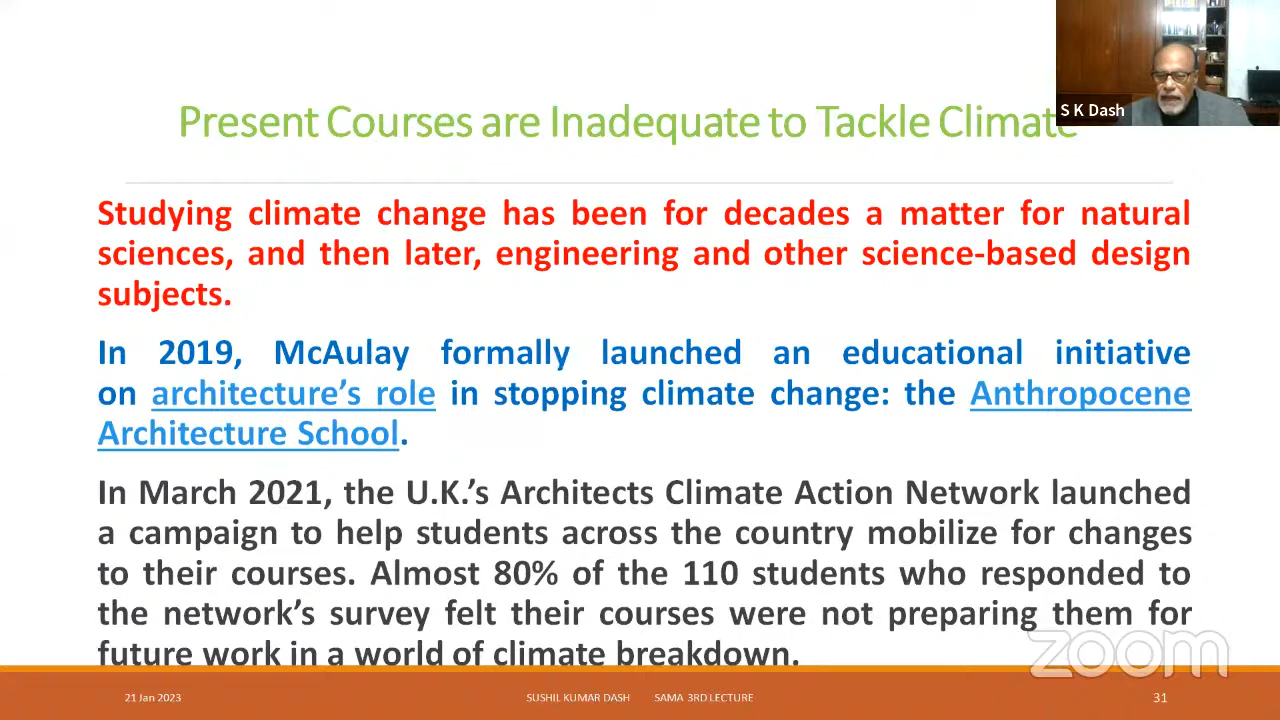 Present Courses are Inadequate to Tackle Climate
S K Dash
Studying climate change has been for decades a matter for natural
sciences, and then later, engineering and other science-based design
subjects.
In 2019, McAulay formally launched an educational initiative
on architecture’s role in stopping climate change: the Anthropocene
Architecture School.
In March 2021, the U.K.’s Architects Climate Action Network launched
a campaign to help students across the country mobilize for changes
to their courses. Almost 80% of the 110 students who responded to
the network’s survey felt their courses were not preparing them for
future work in a world of climate breakdown.
zoom
21 Jan 2023
SUSHIL KUMAR DASH SAMA 3RD LECTURE
31